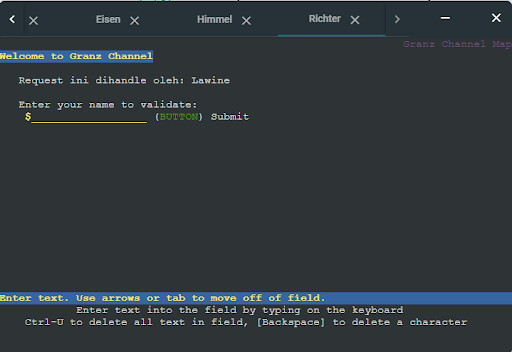 Eisen Himmel Richter
Granz Channel Map
Welcome to Granz Channel
Request ini dihandle oleh: Lawine
Enter your name to validate:
$___________________ (BUTTON) Submit
Enter text. Use arrows or tab to move off of field.
Enter text into the field by typing on the keyboard
Ctrl-U to delete all text in field, [Backspace] to delete a character